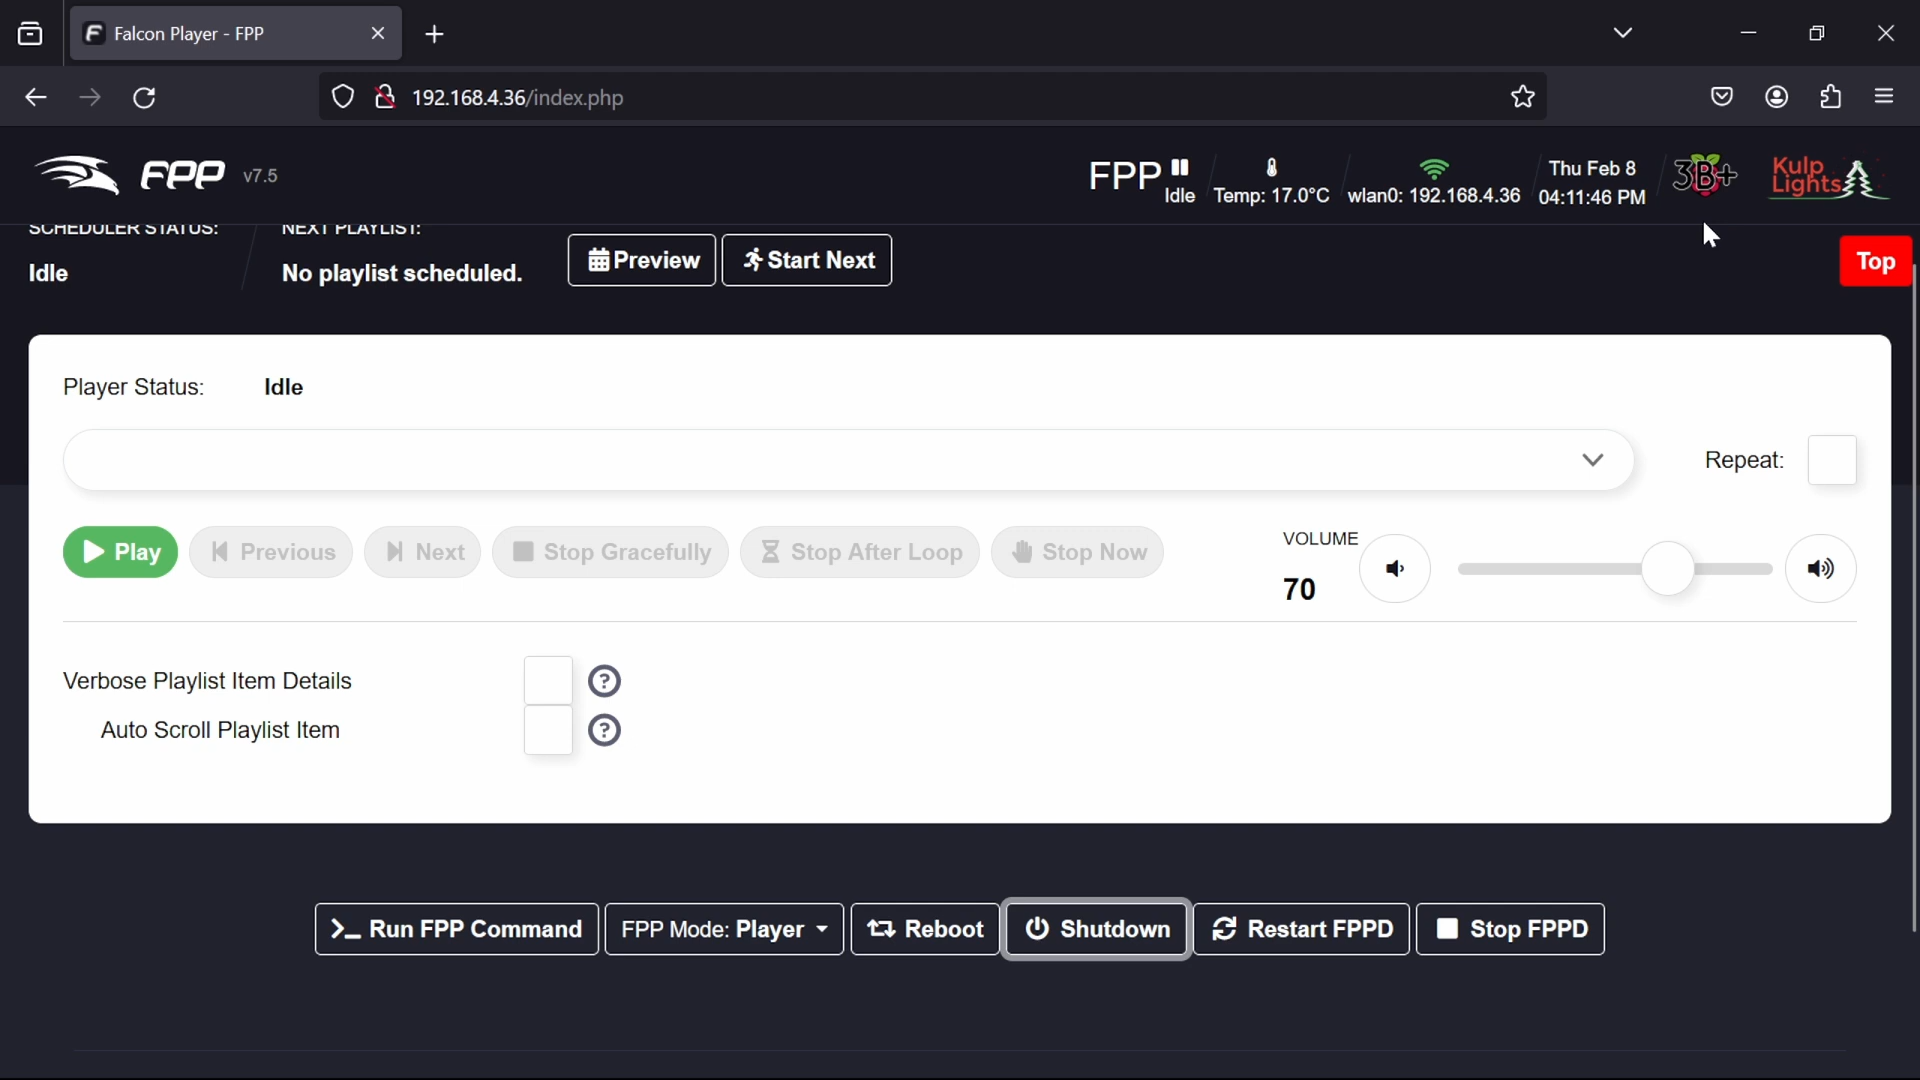 Falcon Player - FPP
192.168.4.36/index.php
FPP v7.5
FPP Idle
Temp: 17.0°C
wlan0: 192.168.4.36
Thu Feb 8
04:11:46 PM
3B+
Kulp
Lights
SCHEDULER STATUS:
Idle
NEXT PLAYLIST:
No playlist scheduled.
Preview
Start Next
Top
Player Status: Idle
Repeat:
Play Previous Next Stop Gracefully Stop After Loop Stop Now
VOLUME
70
Verbose Playlist Item Details ?
Auto Scroll Playlist Item ?
Run FPP Command FPP Mode: Player Reboot Shutdown Restart FPPD Stop FPPD